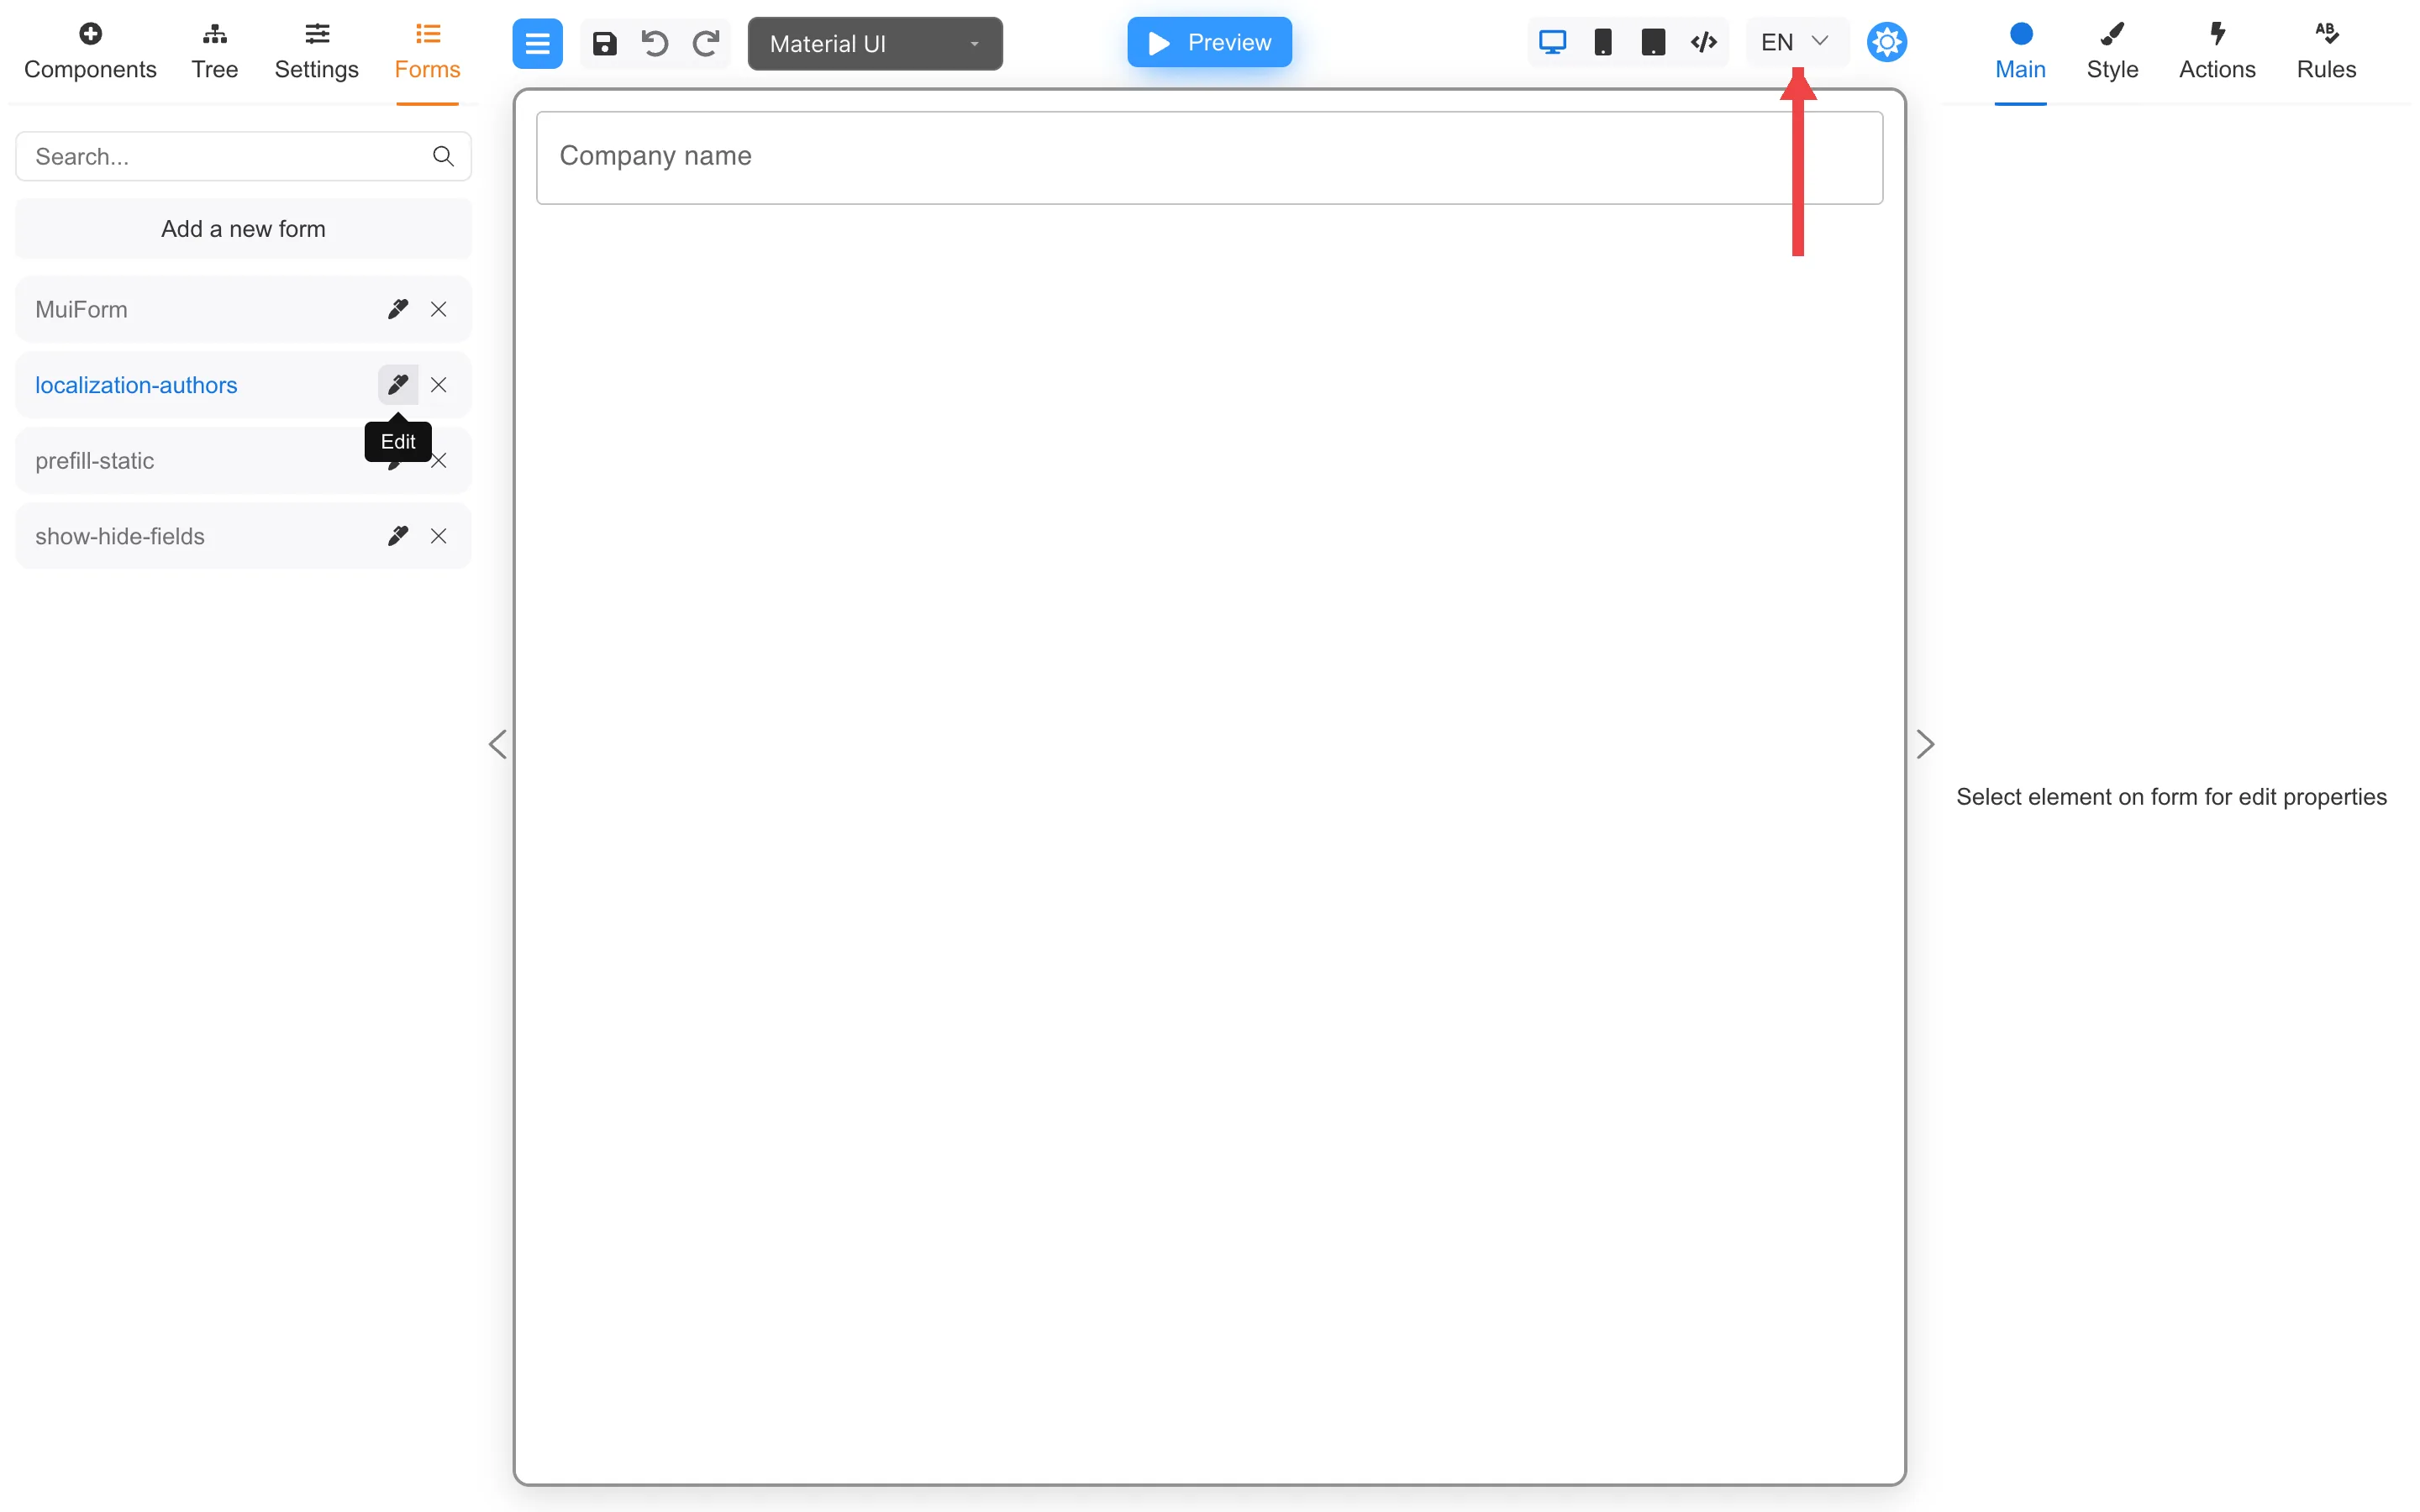 Components
Tree
Settings
Forms
Material UI
Preview
EN
Main
Style
Actions
AB
Rules
Search...
Add a new form
MuiForm
localization-authors
Edit
prefill-static
show-hide-fields
Company name
Select element on form for edit properties